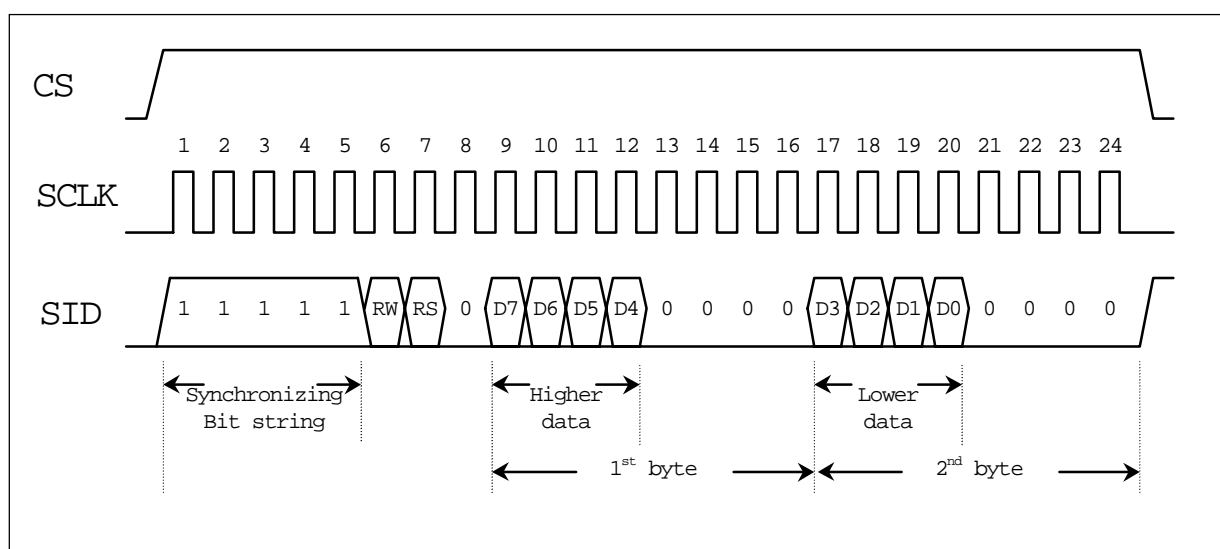 CS
1 2 3 4 5 6 7 8 9 10 11 12 13 14 15 16 17 18 19 20 21 22 23 24
SCLK
SID 1 1 1 1 1 RW RS 0 D7 D6 D5 D4 0 0 0 0 D3 D2 D1 D0 0 0 0 0
Synchronizing Higher Lower
Bit string data data
1st byte 2nd byte